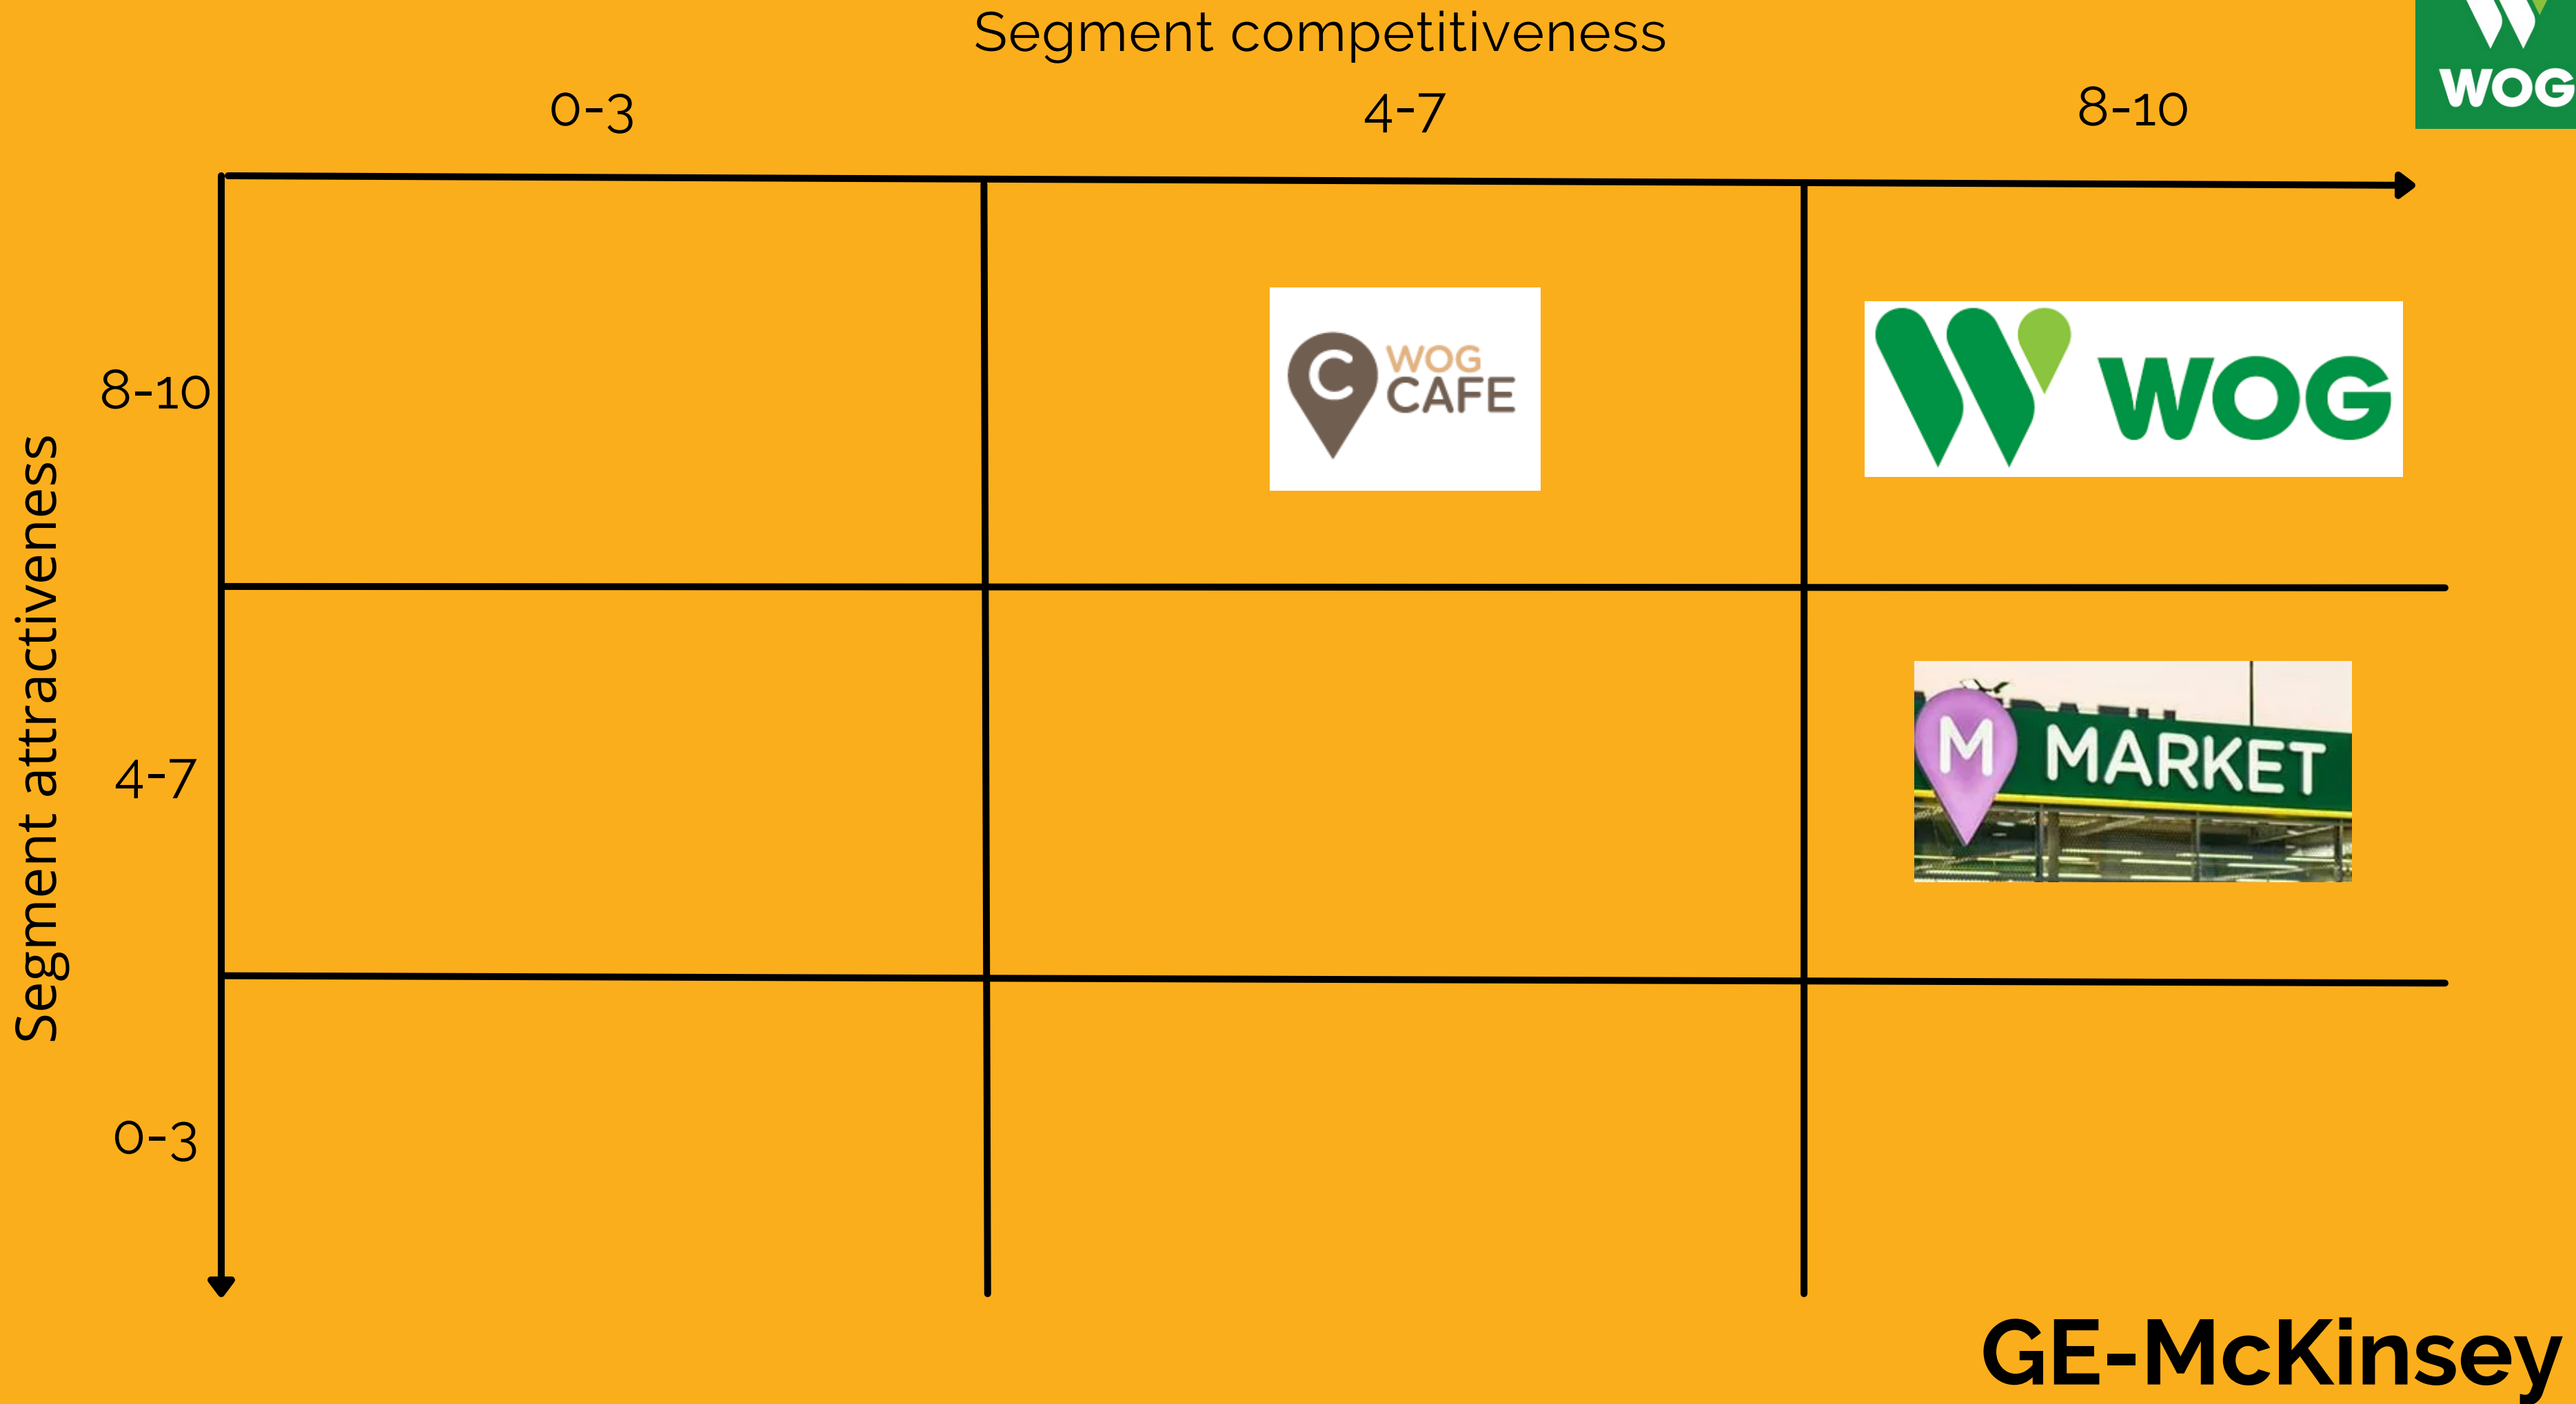 Segment competitiveness
WOG
0-3
4-7
8-10
8-10
C
WOG
CAFE
WOG
Segment attractiveness
4-7
M MARKET
0-3
GE-McKinsey